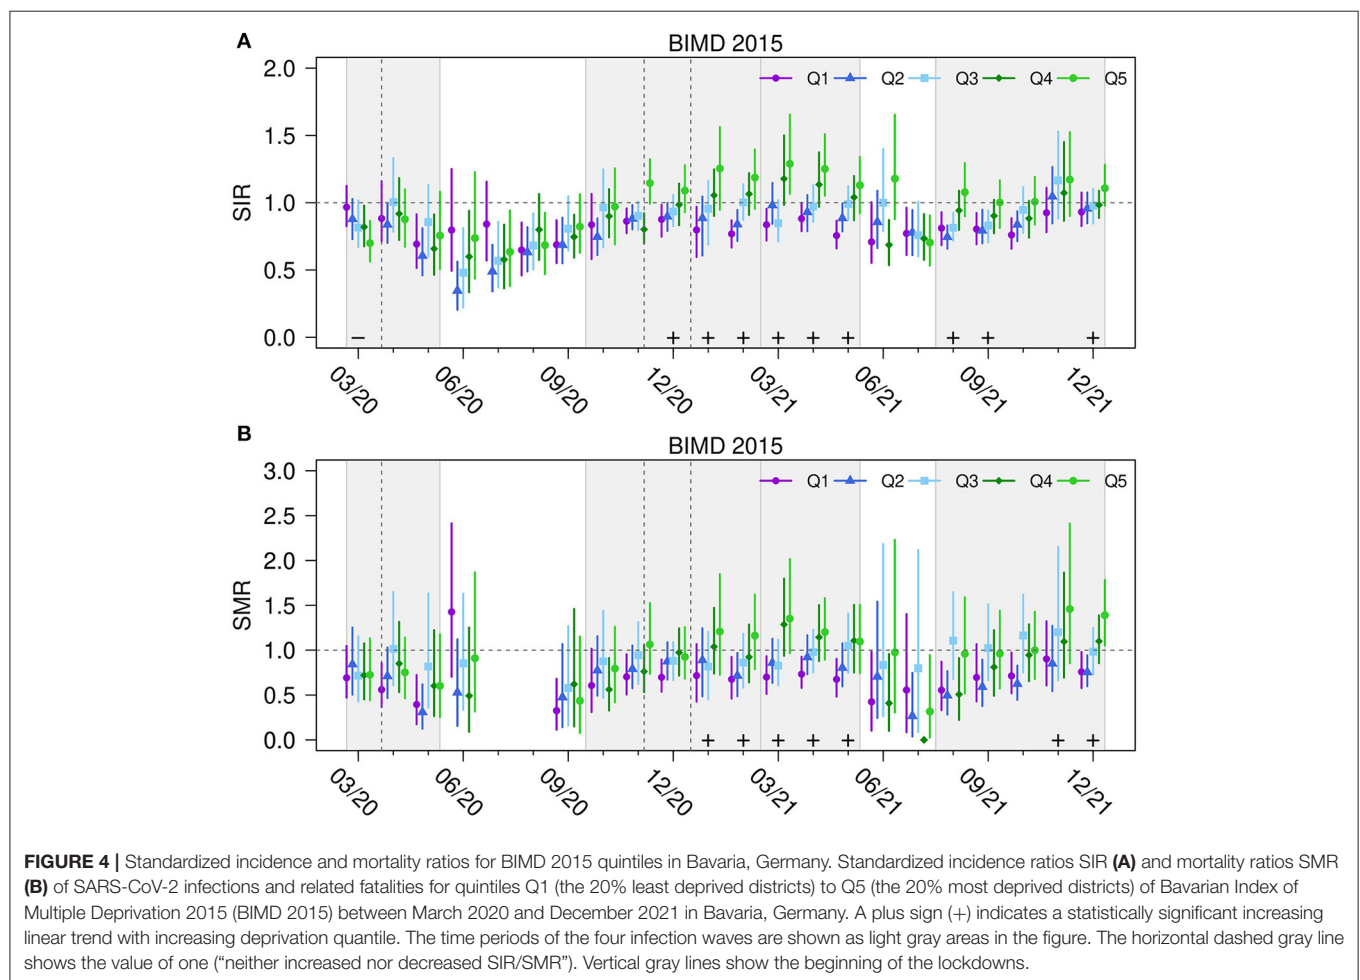 A
BIMD 2015
Q1 Q2 Q3 Q4 Q5
2.0
1.5
1.0
0.5
0.0
SIR
− + + + + + + + + +
03/20 06/20 09/20 12/20 03/21 06/21 09/21 12/21
B
BIMD 2015
Q1 Q2 Q3 Q4 Q5
3.0
2.5
2.0
1.5
1.0
0.5
0.0
SMR
+ + + + + + +
03/20 06/20 09/20 12/20 03/21 06/21 09/21 12/21
FIGURE 4 | Standardized incidence and mortality ratios for BIMD 2015 quintiles in Bavaria, Germany. Standardized incidence ratios SIR (A) and mortality ratios SMR
(B) of SARS-CoV-2 infections and related fatalities for quintiles Q1 (the 20% least deprived districts) to Q5 (the 20% most deprived districts) of Bavarian Index of
Multiple Deprivation 2015 (BIMD 2015) between March 2020 and December 2021 in Bavaria, Germany. A plus sign (+) indicates a statistically significant increasing
linear trend with increasing deprivation quantile. The time periods of the four infection waves are shown as light gray areas in the figure. The horizontal dashed gray line
shows the value of one (“neither increased nor decreased SIR/SMR”). Vertical gray lines show the beginning of the lockdowns.